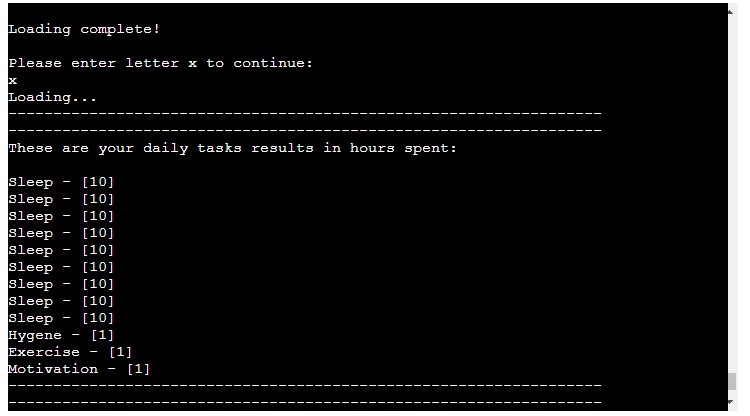 Loading complete!
Please enter letter x to continue:
x
Loading...
------------------------------------------------------------------
------------------------------------------------------------------
These are your daily tasks results in hours spent:
Sleep - [10]
Sleep - [10]
Sleep - [10]
Sleep - [10]
Sleep - [10]
Sleep - [10]
Sleep - [10]
Sleep - [10]
Sleep - [10]
Hygene - [1]
Exercise - [1]
Motivation - [1]
------------------------------------------------------------------
------------------------------------------------------------------